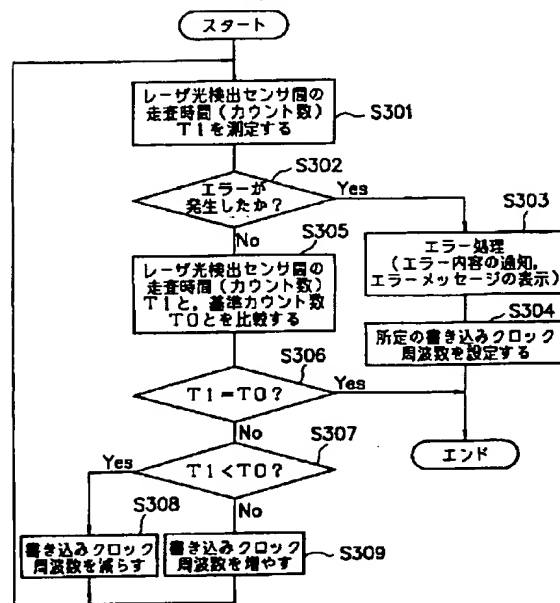 スタート
レーザ光検出センサ間の
走査時間(カウント数)
T1を測定する
S301
S302
エラーが
発生したか?
Yes
No
S303
エラー処理
(エラー内容の通知,
エラーメッセージの表示)
S304
所定の書き込みクロック
周波数を設定する
S305
レーザ光検出センサ間の
走査時間(カウント数)
T1と,基準カウント数
T0とを比較する
S306
T1=T0?
Yes
No
エンド
S307
T1<T0?
Yes
No
S308
書き込みクロック
周波数を減らす
書き込みクロック
周波数を増やす
S309